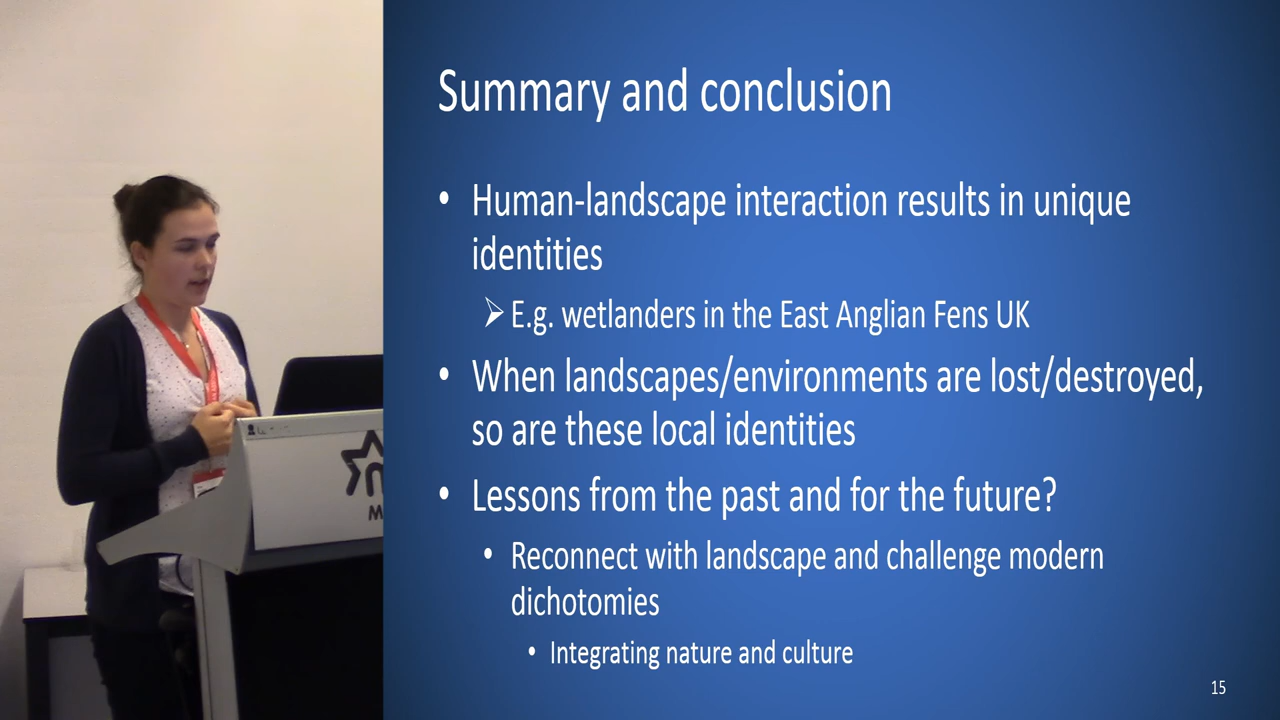 Summary and conclusion
• Human-landscape interaction results in unique
identities
➢ E.g. wetlanders in the East Anglian Fens UK
• When landscapes/environments are lost/destroyed,
so are these local identities
• Lessons from the past and for the future?
• Reconnect with landscape and challenge modern
dichotomies
• Integrating nature and culture
15